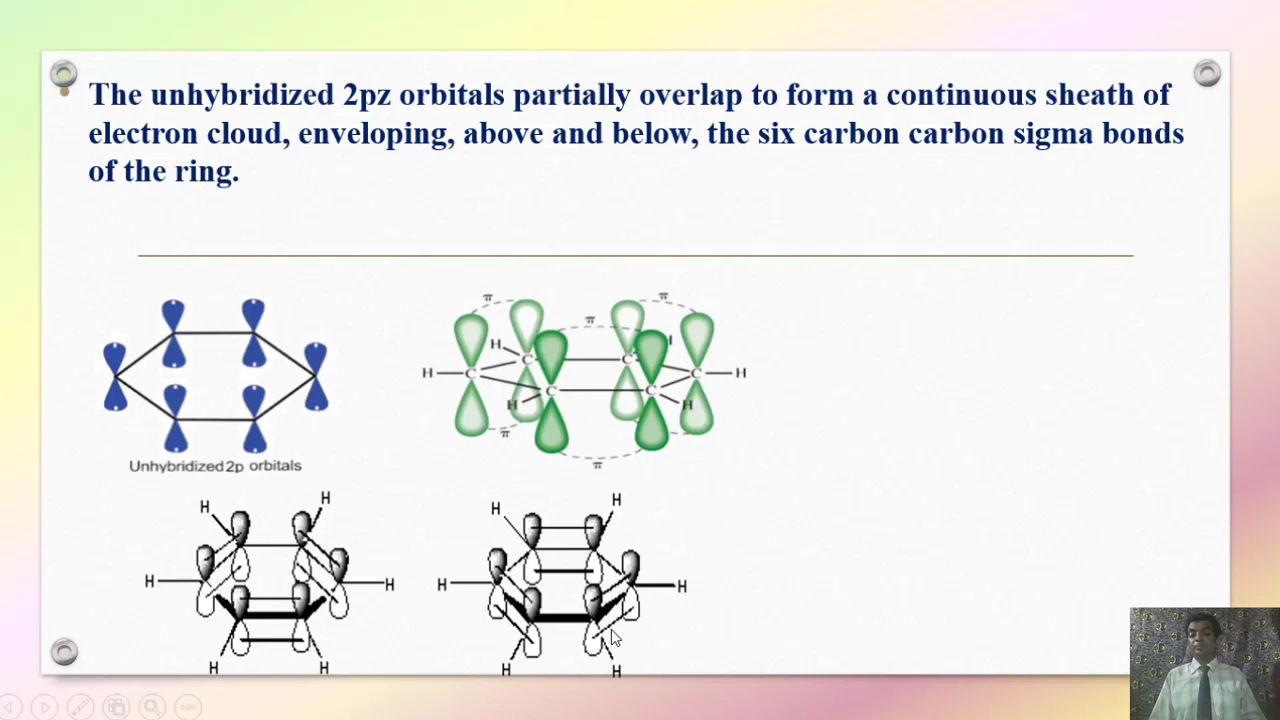 The unhybridized 2pz orbitals partially overlap to form a continuous sheath of
electron cloud, enveloping, above and below, the six carbon carbon sigma bonds
of the ring.
π π
π
H H
H C C C C H
C C
H H
π
π
Unhybridized 2p orbitals
H H
H H
H H
H H
H H
H H